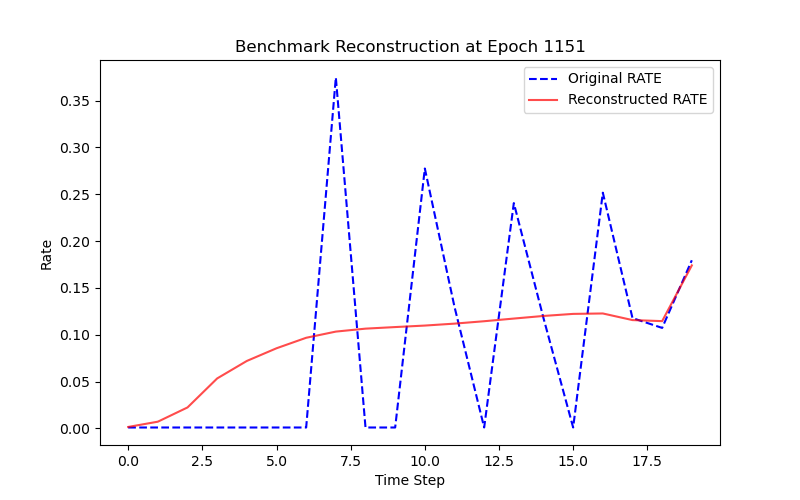 Benchmark Reconstruction at Epoch 1151
Original RATE
Reconstructed RATE
0.35
0.30
0.25
0.20
0.15
0.10
0.05
0.00
Rate
0.0 2.5 5.0 7.5 10.0 12.5 15.0 17.5
Time Step